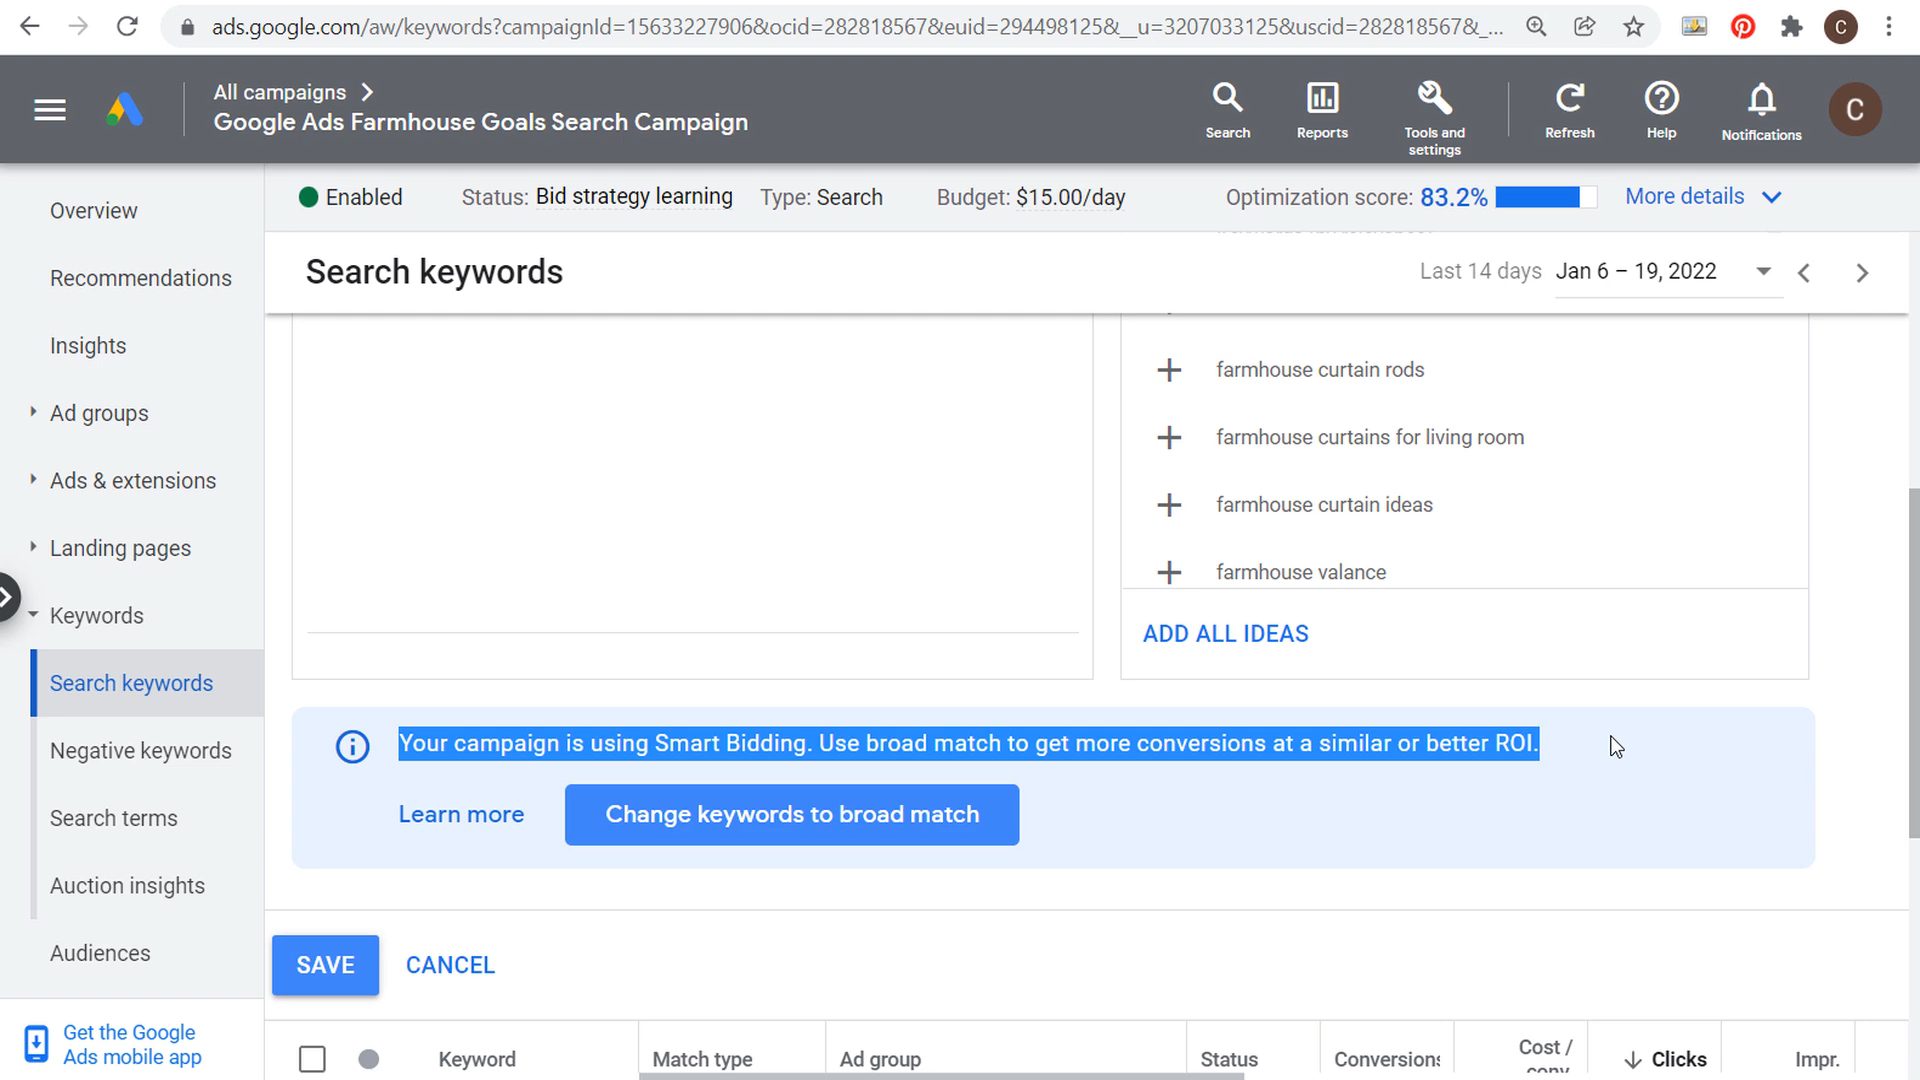 ads.google.com/aw/keywords?campaignId=15633227906&ocid=282818567&euid=294498125&__u=3207033125&uscid=282818567&_...
C
All campaigns
Google Ads Farmhouse Goals Search Campaign
Search
Reports
Tools and
settings
Refresh
Help
Notifications
C
Enabled
Status: Bid strategy learning
Type: Search
Budget: $15.00/day
Optimization score: 83.2%
More details
Overview
Recommendations
Insights
Ad groups
Ads & extensions
Landing pages
Keywords
Search keywords
Negative keywords
Search terms
Auction insights
Audiences
Get the Google
Ads mobile app
Search keywords
Last 14 days Jan 6 – 19, 2022
farmhouse curtain rods
farmhouse curtains for living room
farmhouse curtain ideas
farmhouse valance
ADD ALL IDEAS
Your campaign is using Smart Bidding. Use broad match to get more conversions at a similar or better ROI.
Learn more
Change keywords to broad match
SAVE
CANCEL
Keyword
Match type
Ad group
Status
Conversions
Cost /
conv.
Clicks
Impr.